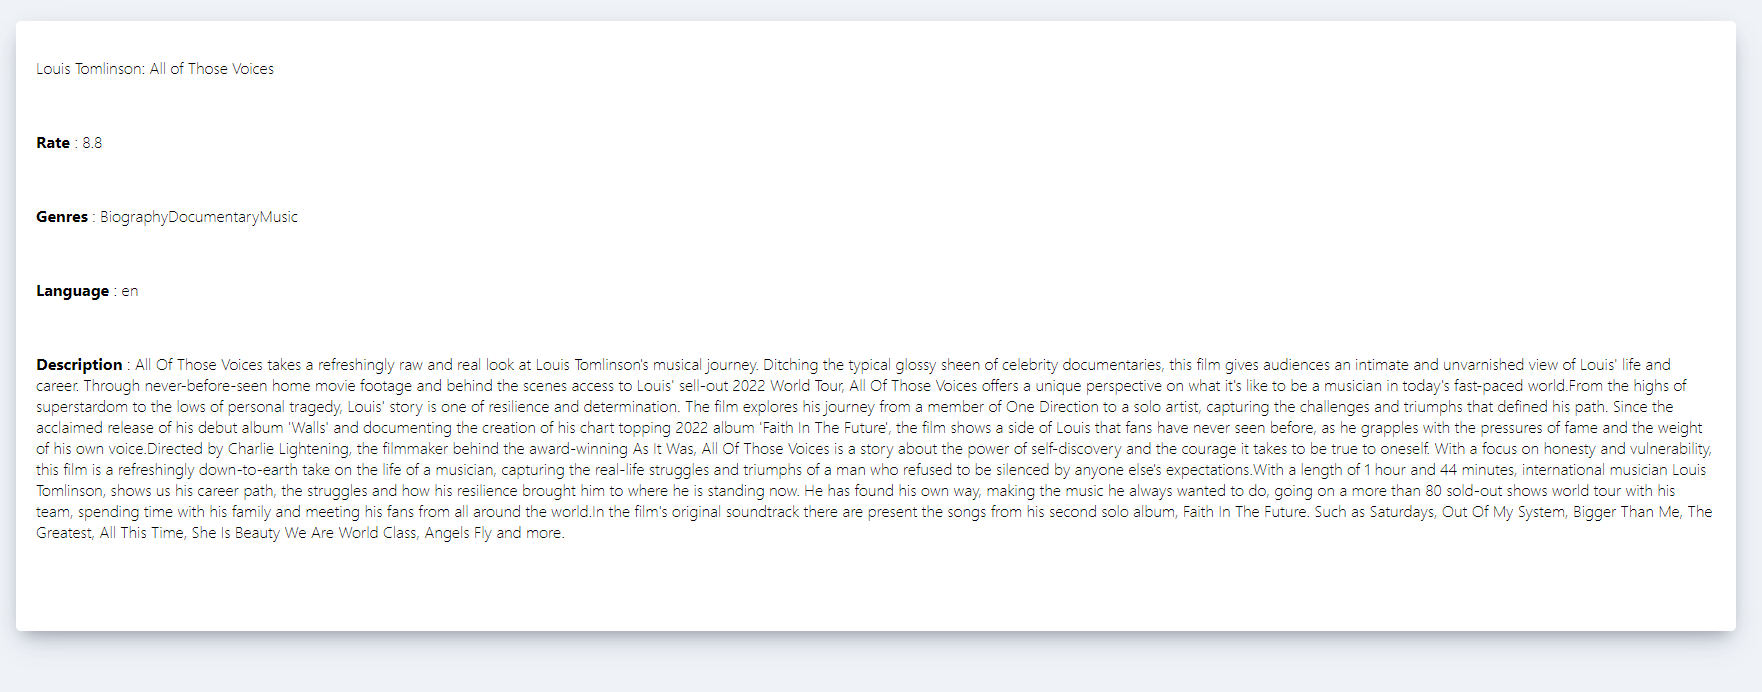 Louis Tomlinson: All of Those Voices
Rate : 8.8
Genres : BiographyDocumentaryMusic
Language : en
Description : All Of Those Voices takes a refreshingly raw and real look at Louis Tomlinson's musical journey. Ditching the typical glossy sheen of celebrity documentaries, this film gives audiences an intimate and unvarnished view of Louis' life and
career. Through never-before-seen home movie footage and behind the scenes access to Louis' sell-out 2022 World Tour, All Of Those Voices offers a unique perspective on what it's like to be a musician in today's fast-paced world.From the highs of
superstardom to the lows of personal tragedy, Louis' story is one of resilience and determination. The film explores his journey from a member of One Direction to a solo artist, capturing the challenges and triumphs that defined his path. Since the
acclaimed release of his debut album 'Walls' and documenting the creation of his chart topping 2022 album 'Faith In The Future', the film shows a side of Louis that fans have never seen before, as he grapples with the pressures of fame and the weight
of his own voice.Directed by Charlie Lightening, the filmmaker behind the award-winning As It Was, All Of Those Voices is a story about the power of self-discovery and the courage it takes to be true to oneself. With a focus on honesty and vulnerability,
this film is a refreshingly down-to-earth take on the life of a musician, capturing the real-life struggles and triumphs of a man who refused to be silenced by anyone else's expectations.With a length of 1 hour and 44 minutes, international musician Louis
Tomlinson, shows us his career path, the struggles and how his resilience brought him to where he is standing now. He has found his own way, making the music he always wanted to do, going on a more than 80 sold-out shows world tour with his
team, spending time with his family and meeting his fans from all around the world.In the film's original soundtrack there are present the songs from his second solo album, Faith In The Future. Such as Saturdays, Out Of My System, Bigger Than Me, The
Greatest, All This Time, She Is Beauty We Are World Class, Angels Fly and more.